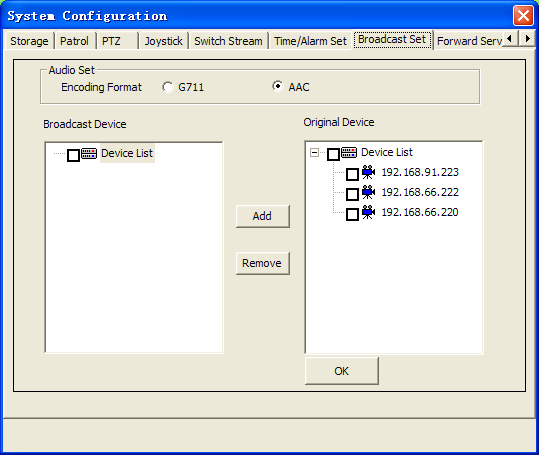 System Configuration
Storage Patrol PTZ Joystick Switch Stream Time/Alarm Set Broadcast Set Forward Serv
Audio Set
Encoding Format G711 AAC
Broadcast Device Original Device
Device List Device List
192.168.91.223
192.168.66.222
192.168.66.220
Add
Remove
OK